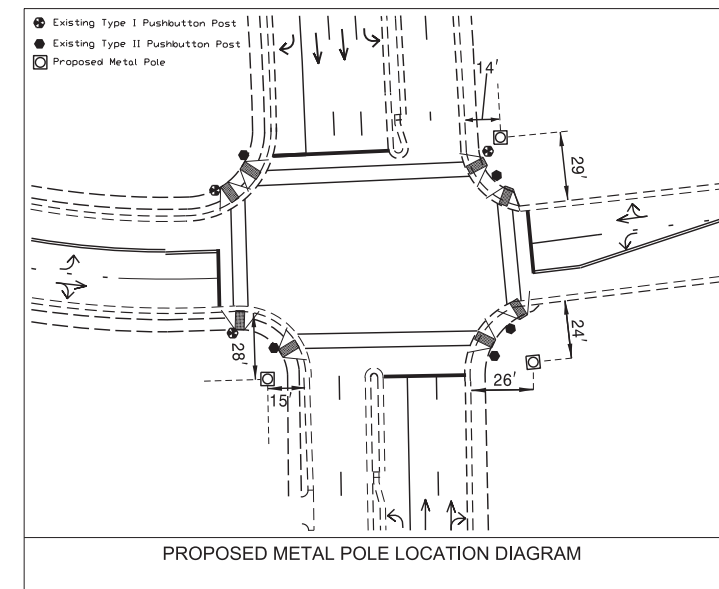 Existing Type I Pushbutton Post
Existing Type II Pushbutton Post
Proposed Metal Pole
14'
29'
24'
26'
28'
15'
PROPOSED METAL POLE LOCATION DIAGRAM